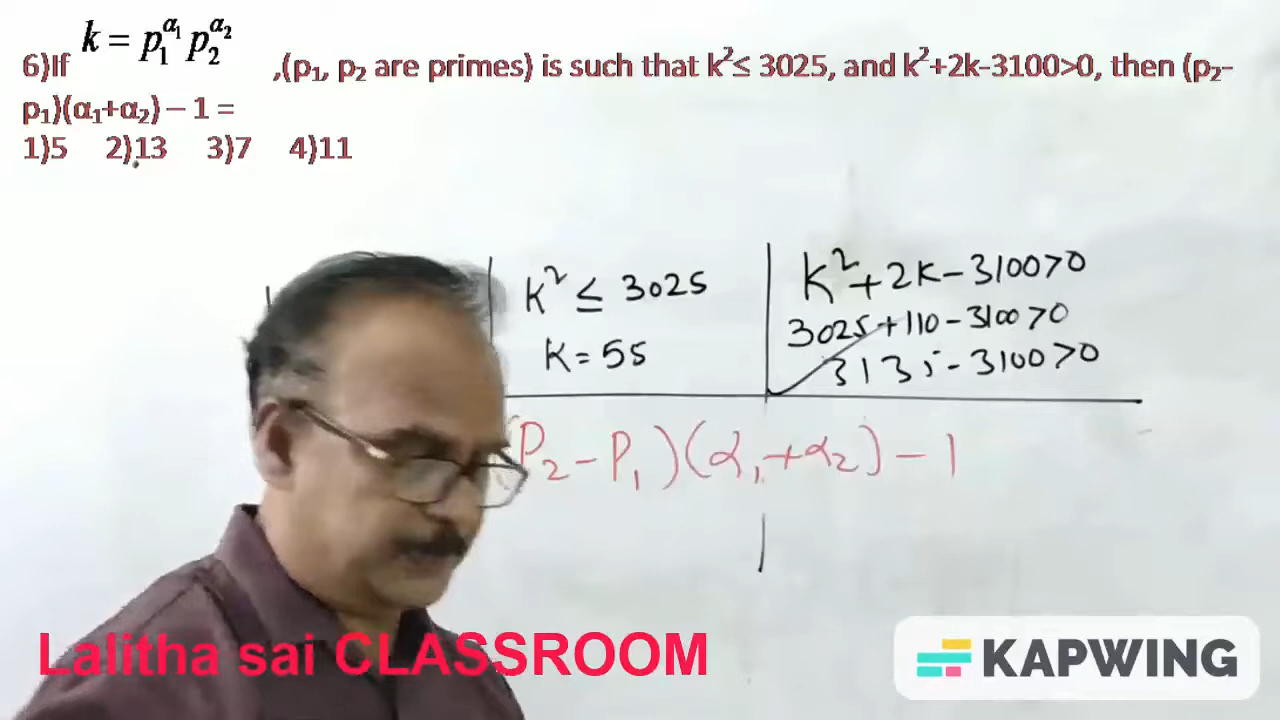 6)If k = p₁^α₁ p₂^α₂ ,(p₁, p₂ are primes) is such that k²≤ 3025, and k²+2k-3100>0, then (p₂-
p₁)(α₁+α₂) – 1 =
1)5 2)13 3)7 4)11
k² ≤ 3025
K = 55
K²+2K-3100>0
3025+110-3100>0
3135-3100>0
(P₂-P₁)(α₁+α₂)-1
Lalitha sai CLASSROOM
KAPWING